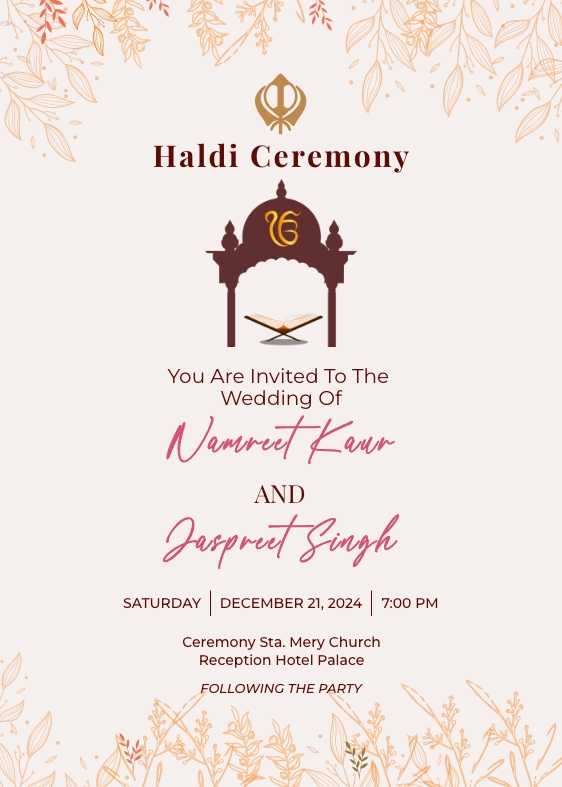 Haldi Ceremony
ੴ
You Are Invited To The
Wedding Of
Namreet Kaur
AND
Jaspreet Singh
SATURDAY | DECEMBER 21, 2024 | 7:00 PM
Ceremony Sta. Mery Church
Reception Hotel Palace
FOLLOWING THE PARTY